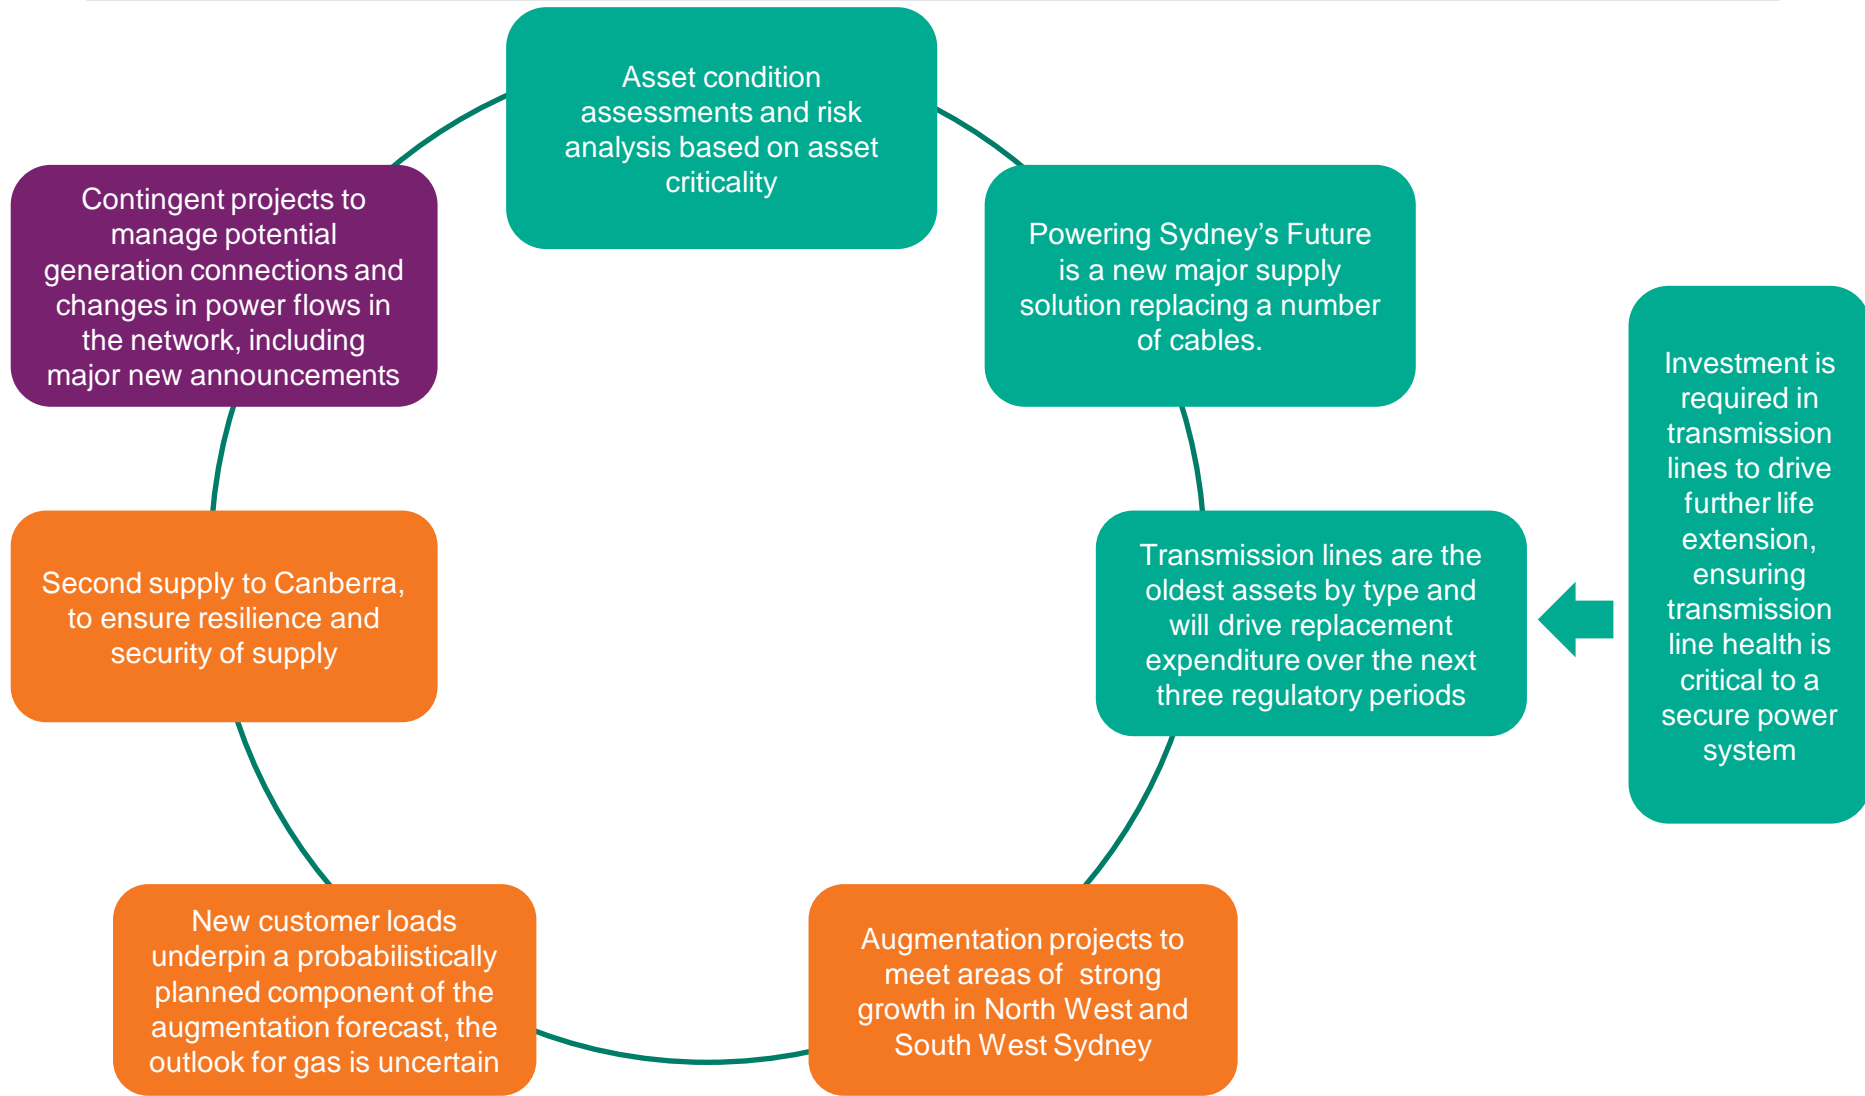 Asset condition
assessments and risk
analysis based on asset
criticality
Powering Sydney’s Future
is a new major supply
solution replacing a number
of cables.
Transmission lines are the
oldest assets by type and
will drive replacement
expenditure over the next
three regulatory periods
Investment is
required in
transmission
lines to drive
further life
extension,
ensuring
transmission
line health is
critical to a
secure power
system
Augmentation projects to
meet areas of  strong
growth in North West and
South West Sydney
New customer loads
underpin a probabilistically
planned component of the
augmentation forecast, the
outlook for gas is uncertain
Second supply to Canberra,
to ensure resilience and
security of supply
Contingent projects to
manage potential
generation connections and
changes in power flows in
the network, including
major new announcements